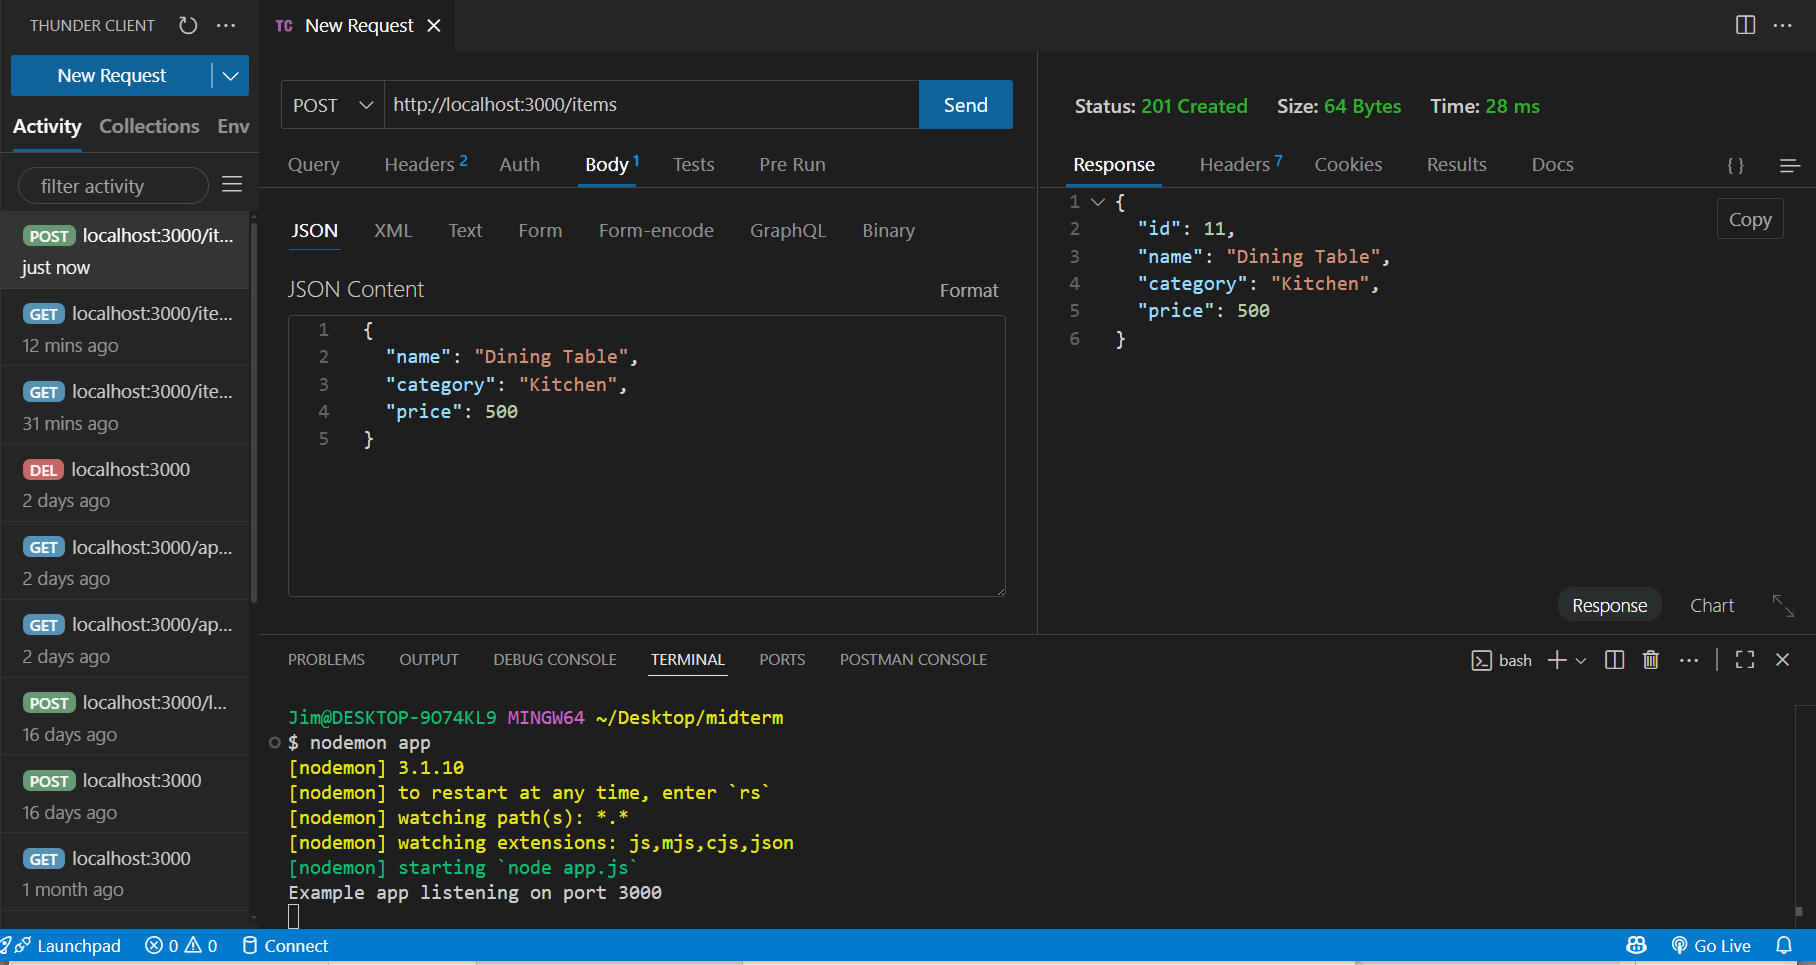 THUNDER CLIENT
New Request
Activity Collections Env
filter activity
POST localhost:3000/it...
just now
GET localhost:3000/ite...
12 mins ago
GET localhost:3000/ite...
31 mins ago
DEL localhost:3000
2 days ago
GET localhost:3000/ap...
2 days ago
GET localhost:3000/ap...
2 days ago
POST localhost:3000/l...
16 days ago
POST localhost:3000
16 days ago
GET localhost:3000
1 month ago
TC New Request
POST http://localhost:3000/items Send
Query Headers 2 Auth Body 1 Tests Pre Run
JSON XML Text Form Form-encode GraphQL Binary
JSON Content Format
1 {
2 "name": "Dining Table",
3 "category": "Kitchen",
4 "price": 500
5 }
Status: 201 Created Size: 64 Bytes Time: 28 ms
Response Headers 7 Cookies Results Docs { }
1 {
2 "id": 11,
3 "name": "Dining Table",
4 "category": "Kitchen",
5 "price": 500
6 }
Copy
Response Chart
PROBLEMS OUTPUT DEBUG CONSOLE TERMINAL PORTS POSTMAN CONSOLE bash
Jim@DESKTOP-9O74KL9 MINGW64 ~/Desktop/midterm
$ nodemon app
[nodemon] 3.1.10
[nodemon] to restart at any time, enter `rs`
[nodemon] watching path(s): *.*
[nodemon] watching extensions: js,mjs,cjs,json
[nodemon] starting `node app.js`
Example app listening on port 3000
Launchpad 0 0 Connect Go Live